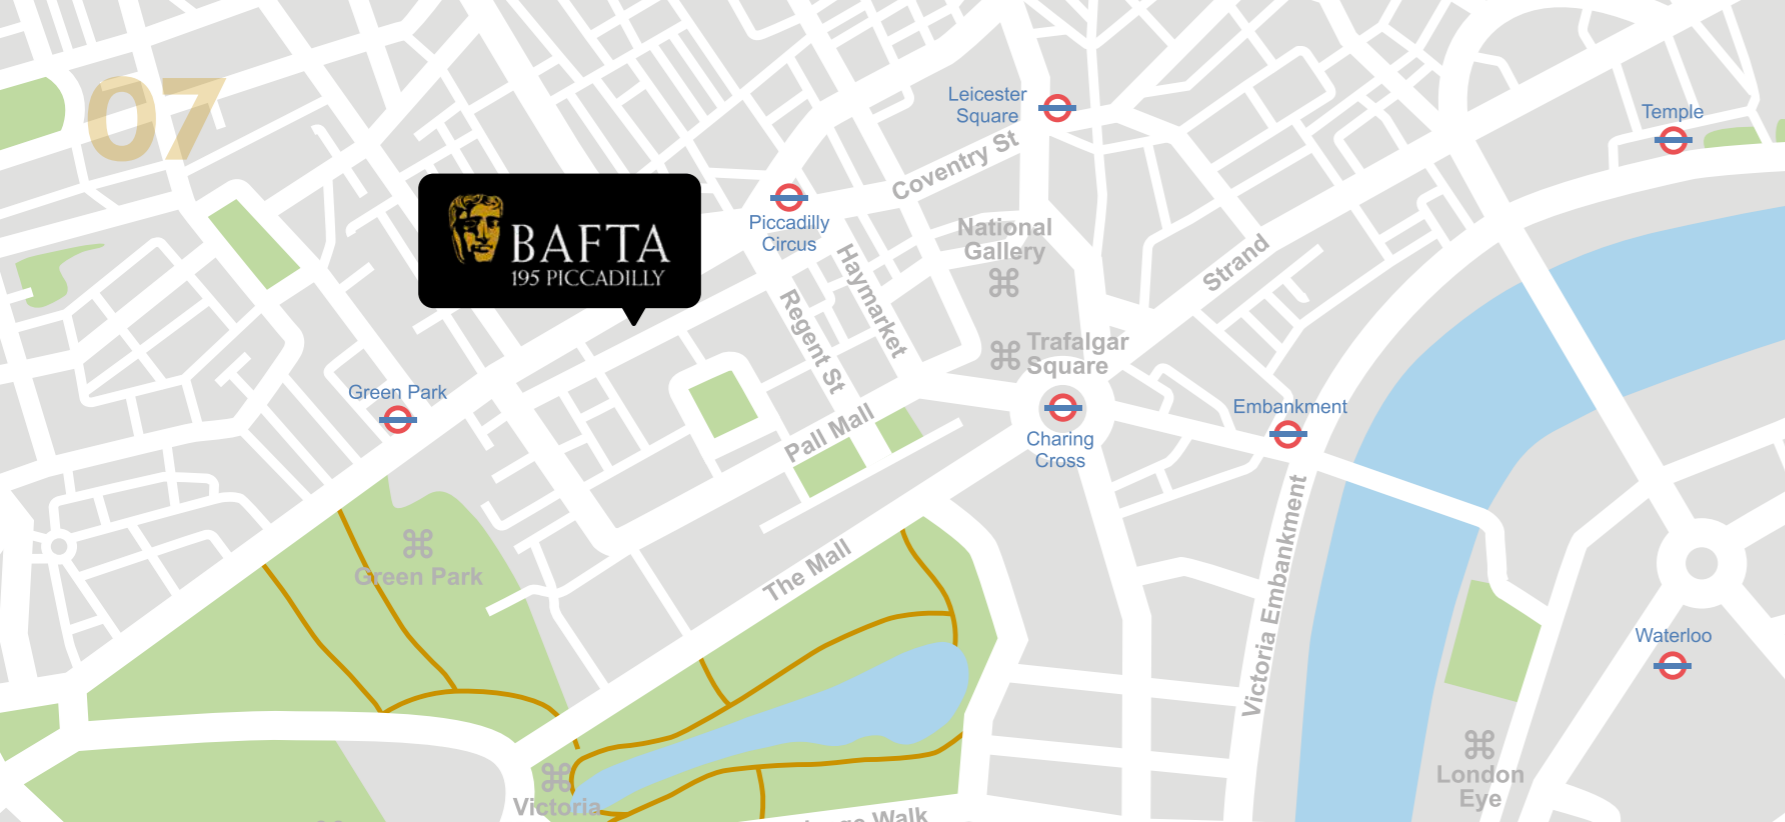 07
Leicester
Square
Temple
Coventry St
BAFTA
195 PICCADILLY
Piccadilly
Circus
National
Gallery
Haymarket
Strand
Regent St
Trafalgar
Square
Green Park
Pall Mall
Charing
Cross
Embankment
Victoria Embankment
Green Park
The Mall
Waterloo
London
Eye
Victoria
Walk